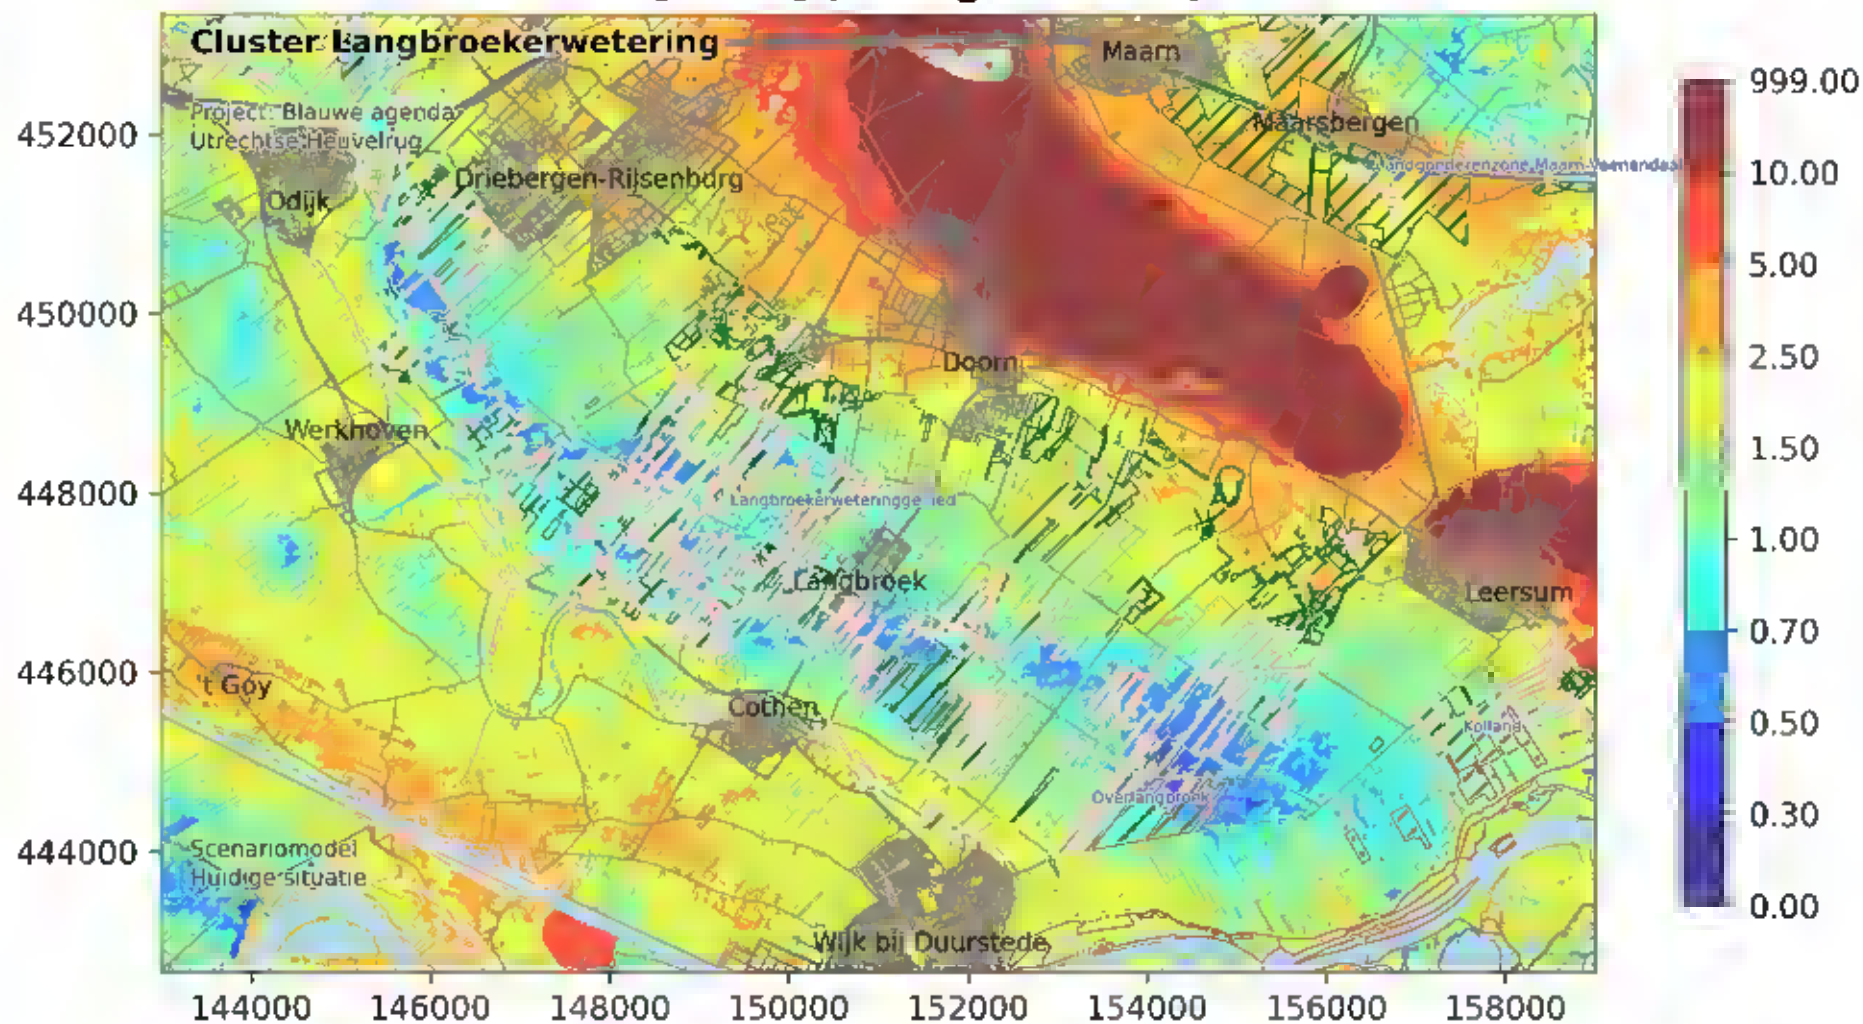 Cluster Langbroekerwetering
Project: Blauwe agenda
Utrechtse Heuvelrug
Maarn
Maarsbergen
Driebergen-Rijsenburg
Odijk
Doorn
Werkhoven
Langbroek
Leersum
't Goy
Cothen
Kolland
Overlangbroek
Scenariomodel
Huidige situatie
Wijk bij Duurstede
452000
450000
448000
446000
444000
144000 146000 148000 150000 152000 154000 156000 158000
999.00
10.00
5.00
2.50
1.50
1.00
0.70
0.50
0.30
0.00